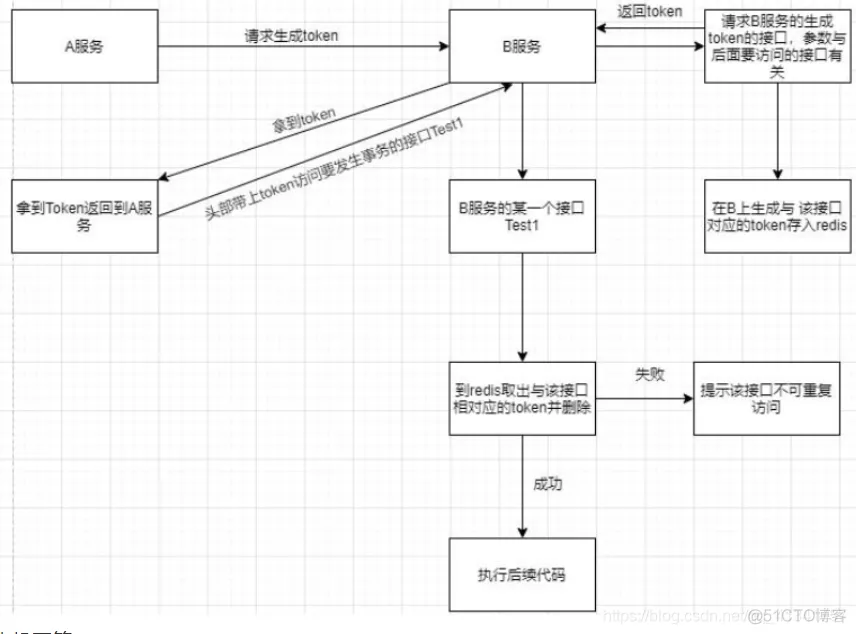 A服务
请求生成token
B服务
返回token
请求B服务的生成
token的接口，参数与
后面要访问的接口有
关
拿到token
头部带上token访问要发生事务的接口Test1
拿到Token返回到A服
务
B服务的某一个接口
Test1
在B上生成与 该接口
对应的token存入redis
到redis取出与该接口
相对应的token并删除
失败
提示该接口不可重复
访问
成功
执行后续代码
https://blog.csdn.net/
@51CTO博客